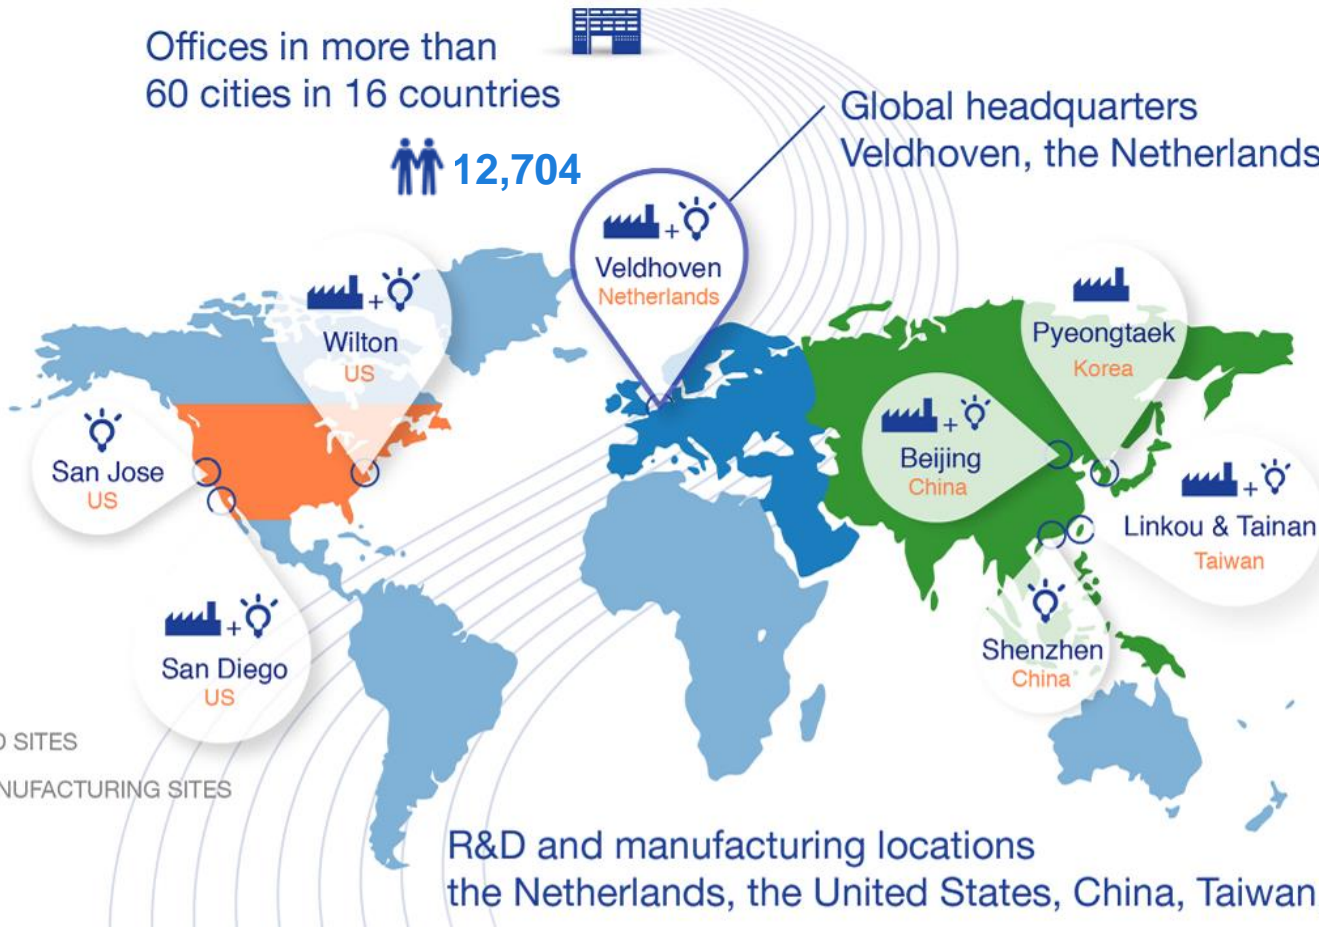 Offices in more than
60 cities in 16 countries
12,704
Global headquarters
Veldhoven, the Netherlands
+
Veldhoven
Netherlands
+
Wilton
US
Pyeongtaek
Korea
San Jose
US
+
Beijing
China
+
Linkou & Tainan
Taiwan
+
San Diego
US
Shenzhen
China
SITES
NUFACTURING SITES
R&D and manufacturing locations
the Netherlands, the United States, China, Taiwan